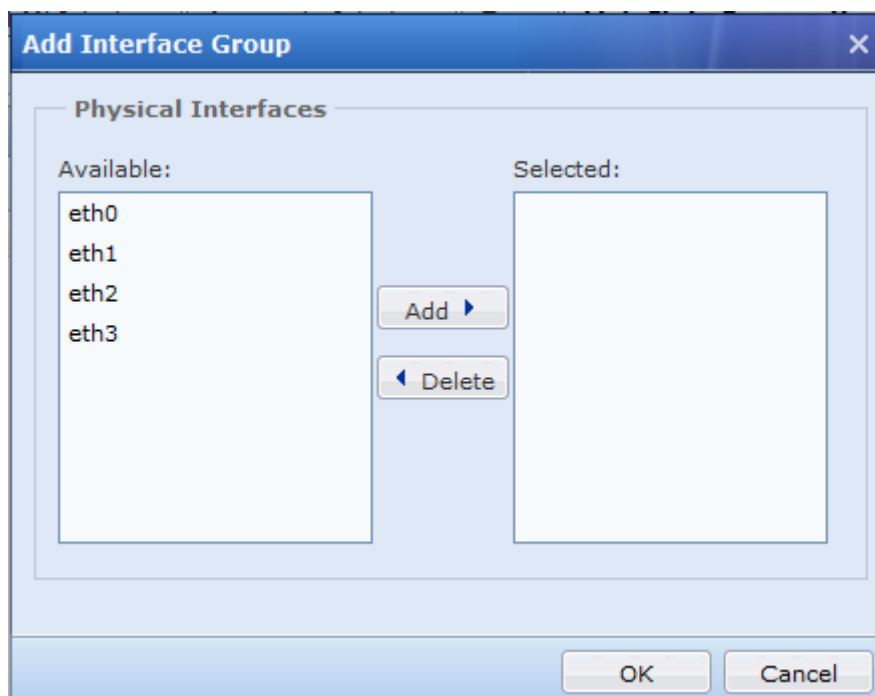 Add Interface Group
Physical Interfaces
Available:
Selected:
eth0
eth1
eth2
eth3
Add
Delete
OK
Cancel